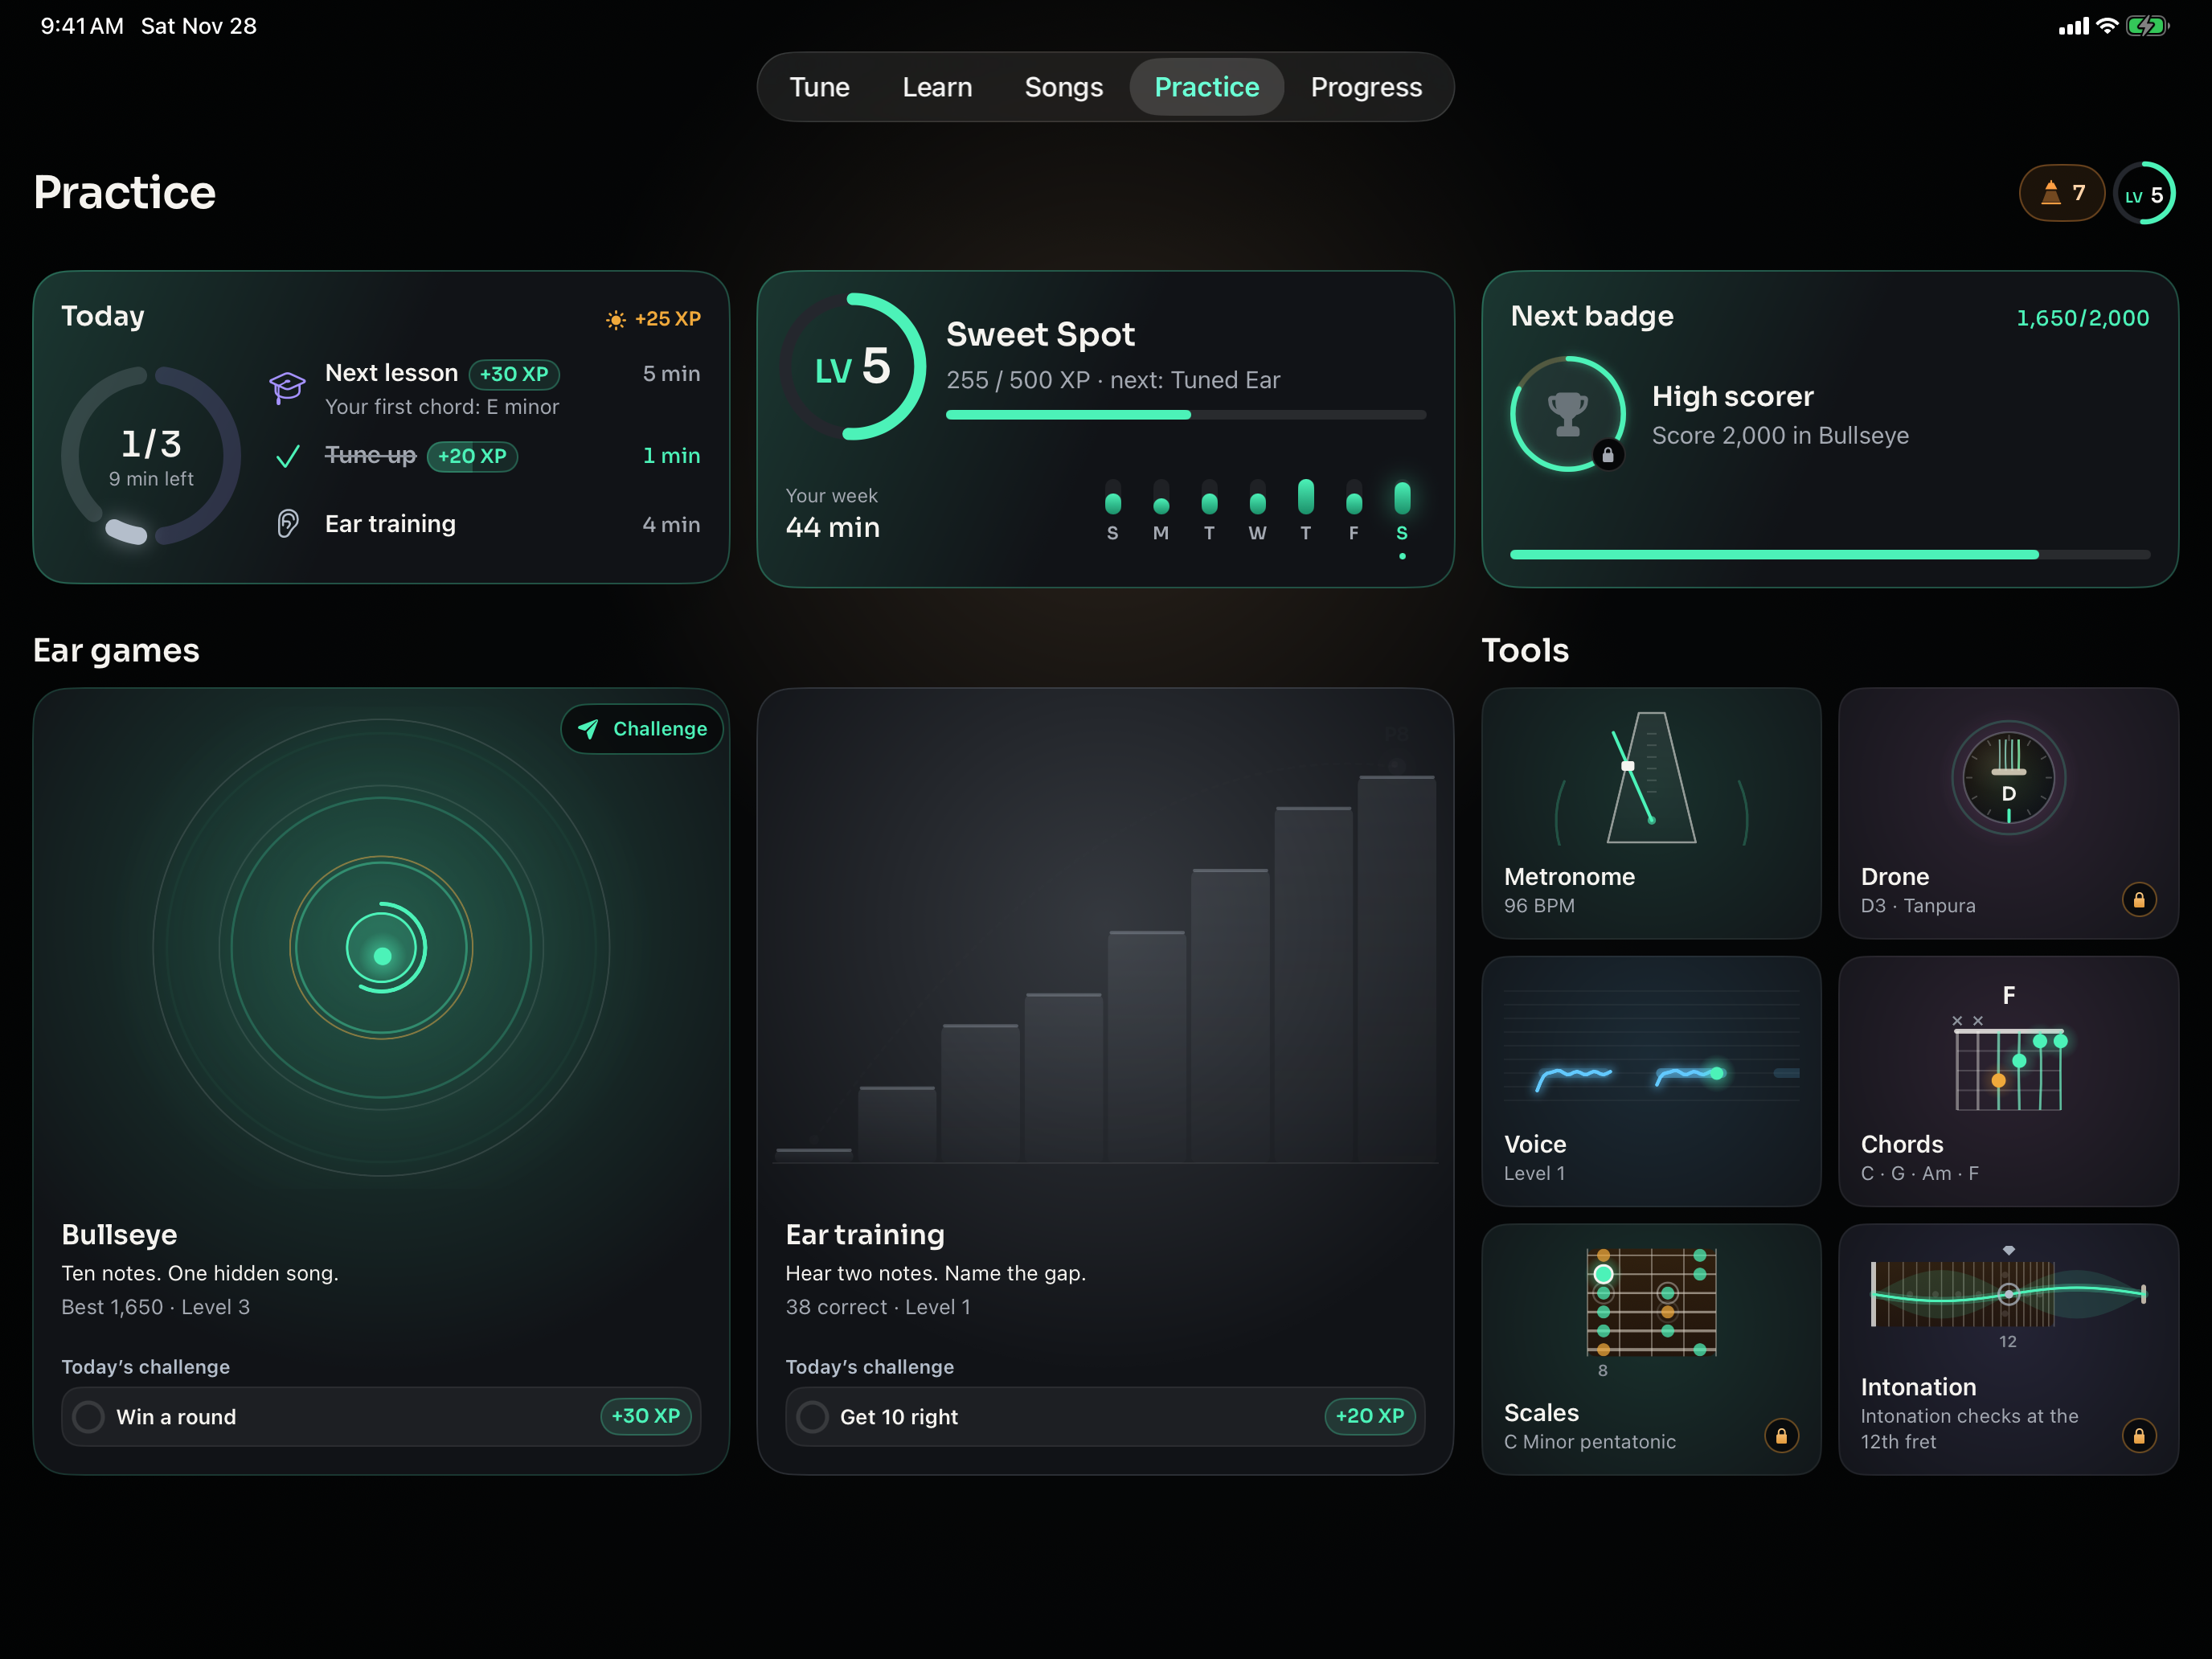 9:41 AM Sat Nov 28
Tune Learn Songs Practice Progress
Practice
7
LV 5
Today
+25 XP
1/3
9 min left
Next lesson +30 XP 5 min
Your first chord: E minor
Tune up +20 XP 1 min
Ear training 4 min
LV 5
Sweet Spot
255 / 500 XP · next: Tuned Ear
Your week
44 min
S M T W T F S
Next badge
1,650/2,000
High scorer
Score 2,000 in Bullseye
Ear games
Challenge
Bullseye
Ten notes. One hidden song.
Best 1,650 · Level 3
Today’s challenge
Win a round +30 XP
P8
Ear training
Hear two notes. Name the gap.
38 correct · Level 1
Today’s challenge
Get 10 right +20 XP
Tools
Metronome
96 BPM
D
Drone
D3 · Tanpura
Voice
Level 1
F
× ×
Chords
C · G · Am · F
8
Scales
C Minor pentatonic
12
Intonation
Intonation checks at the
12th fret